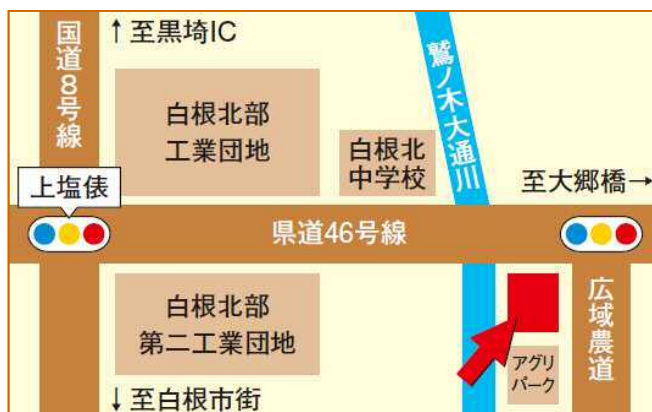 国道8号線
↑至黒埼IC
白根北部
工業団地
白根北
中学校
鷲ノ木大通川
至大郷橋→
上塩俵
県道46号線
白根北部
第二工業団地
アグリ
パーク
広域農道
↓至白根市街